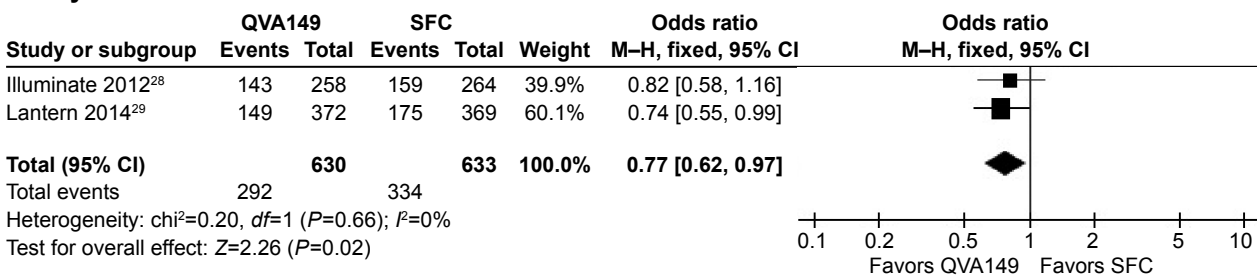 QVA149 SFC Odds ratio Odds ratio
Study or subgroup Events Total Events Total Weight M–H, fixed, 95% CI M–H, fixed, 95% CI
Illuminate 2012²⁸ 143 258 159 264 39.9% 0.82 [0.58, 1.16]
Lantern 2014²⁹ 149 372 175 369 60.1% 0.74 [0.55, 0.99]
Total (95% CI) 630 633 100.0% 0.77 [0.62, 0.97]
Total events 292 334
Heterogeneity: chi²=0.20, df=1 (P=0.66); I²=0%
Test for overall effect: Z=2.26 (P=0.02)
0.1 0.2 0.5 1 2 5 10
Favors QVA149 Favors SFC